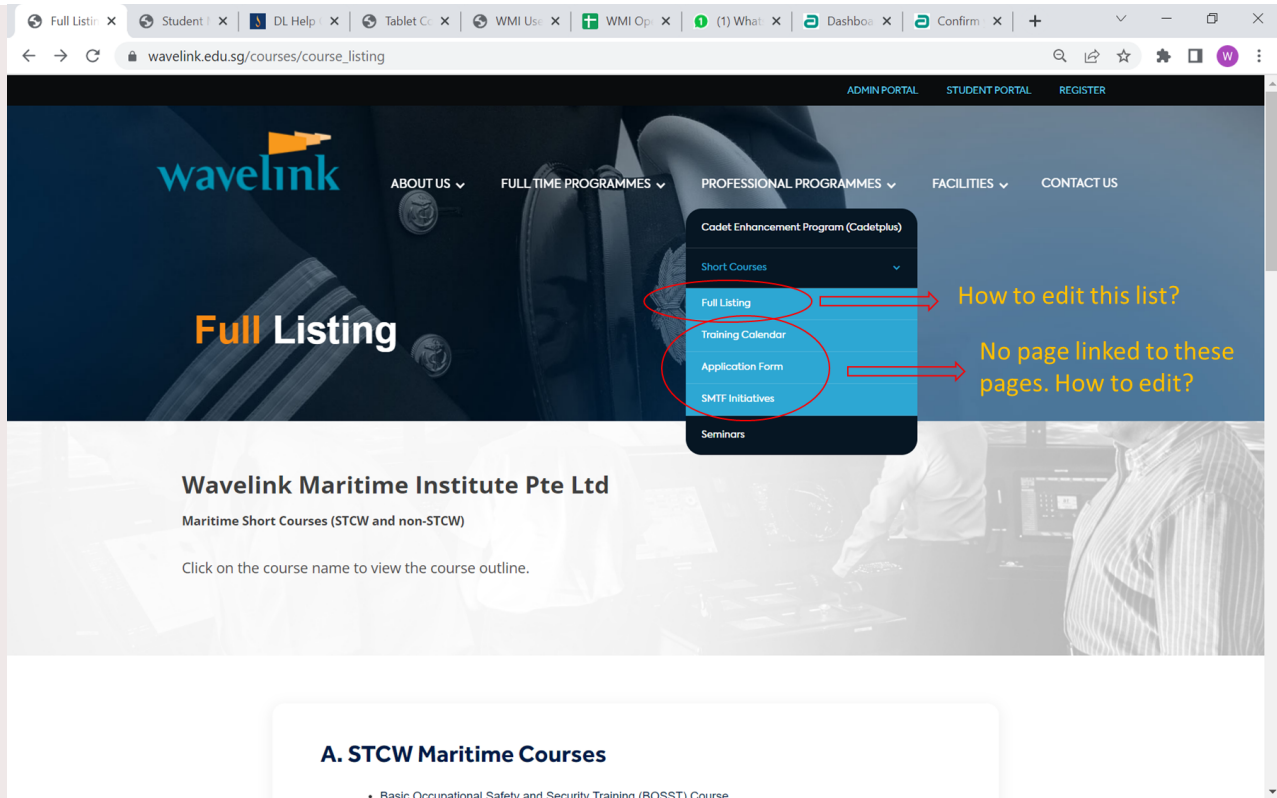 Full Listin
Student
DL Help
Tablet Co
WMI Use
WMI Op
(1) What
Dashboa
Confirm
wavelink.edu.sg/courses/course_listing
W
ADMIN PORTAL STUDENT PORTAL REGISTER
wavelink
ABOUT US FULL TIME PROGRAMMES PROFESSIONAL PROGRAMMES FACILITIES CONTACT US
Cadet Enhancement Program (Cadetplus)
Short Courses
Full Listing
How to edit this list?
Full Listing
Training Calendar
Application Form
SMTF Initiatives
No page linked to these
pages. How to edit?
Seminars
Wavelink Maritime Institute Pte Ltd
Maritime Short Courses (STCW and non-STCW)
Click on the course name to view the course outline.
A. STCW Maritime Courses
Basic Occupational Safety and Security Training (BOSST) Course